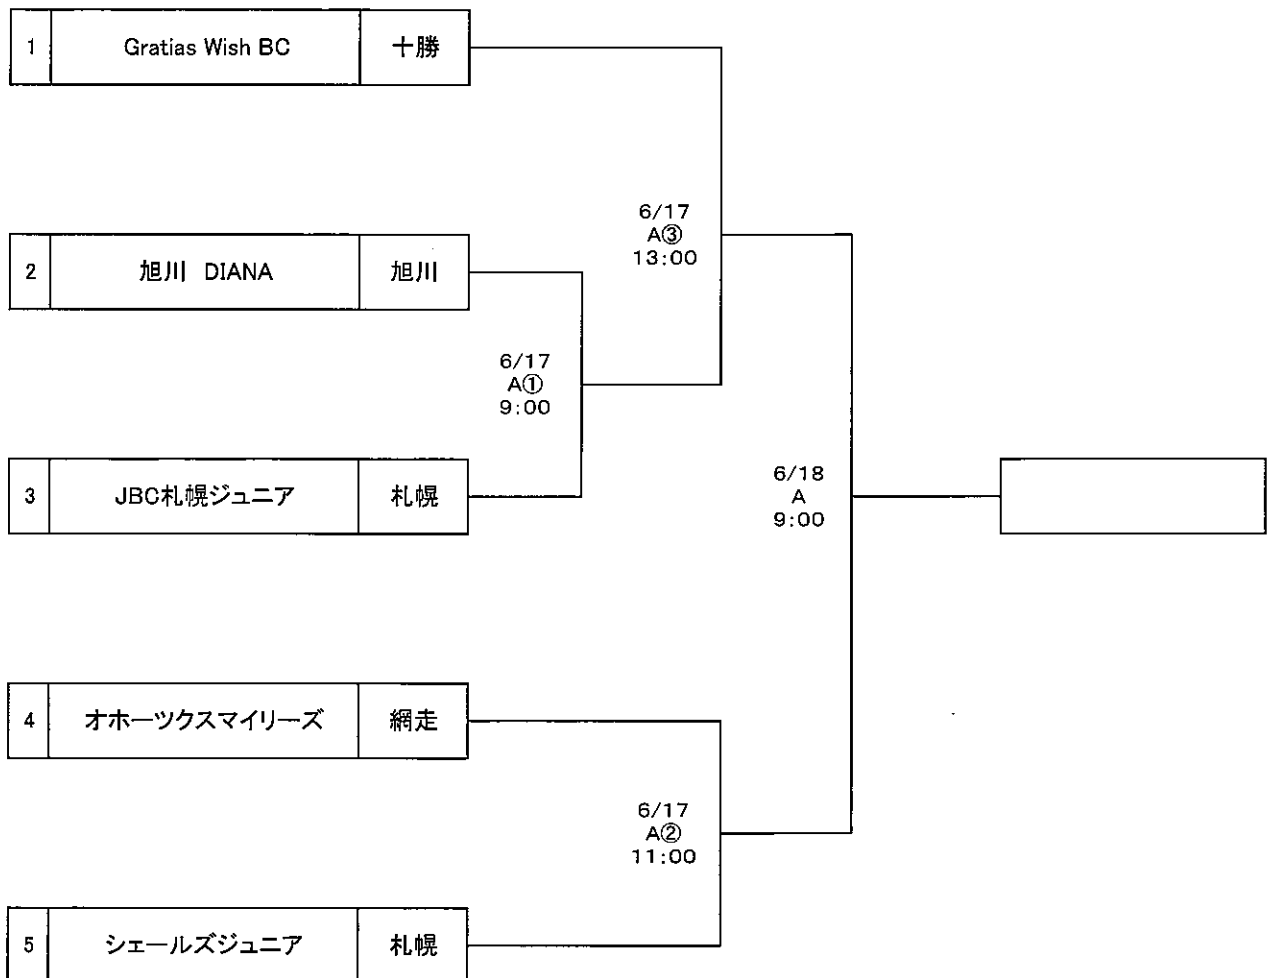 1 Gratias Wish BC 十勝
6/17
A③
13:00
2 旭川 DIANA 旭川
6/17
A①
9:00
3 JBC札幌ジュニア 札幌
6/18
A
9:00
4 オホーツクスマイリーズ 網走
6/17
A②
11:00
5 シェールズジュニア 札幌